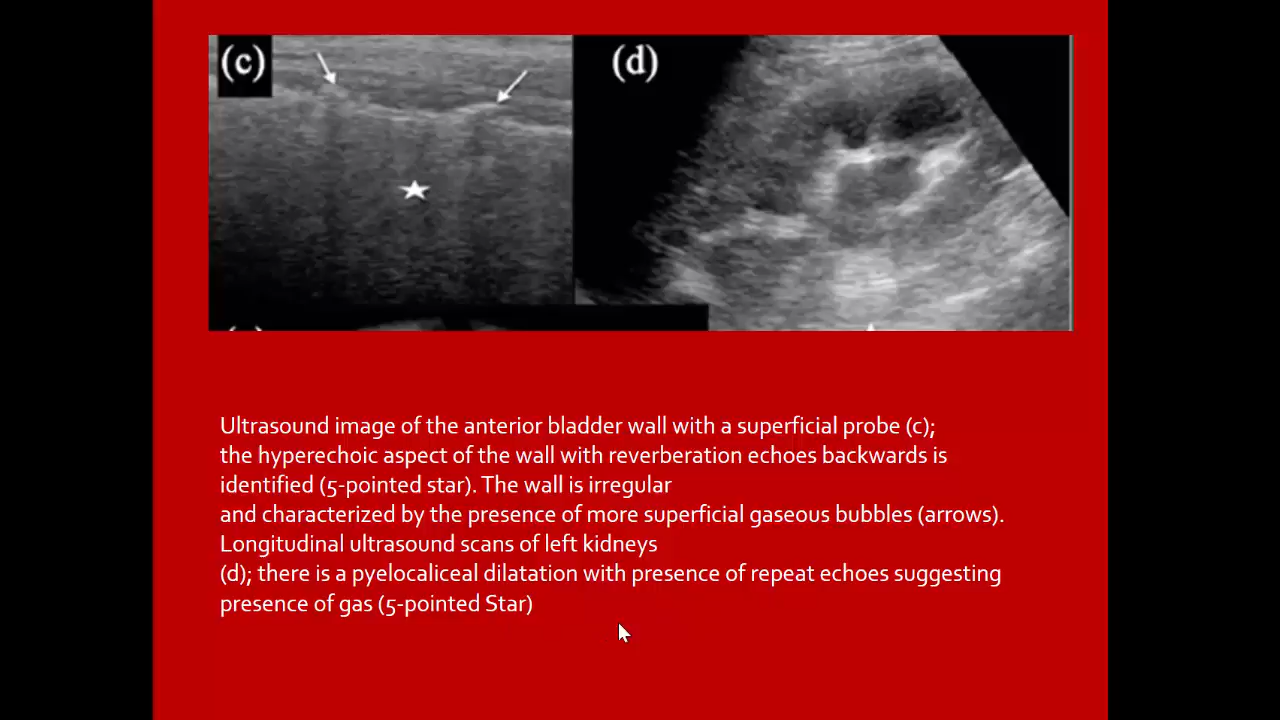 (c)
(d)
Ultrasound image of the anterior bladder wall with a superficial probe (c);
the hyperechoic aspect of the wall with reverberation echoes backwards is
identified (5-pointed star). The wall is irregular
and characterized by the presence of more superficial gaseous bubbles (arrows).
Longitudinal ultrasound scans of left kidneys
(d); there is a pyelocaliceal dilatation with presence of repeat echoes suggesting
presence of gas (5-pointed Star)